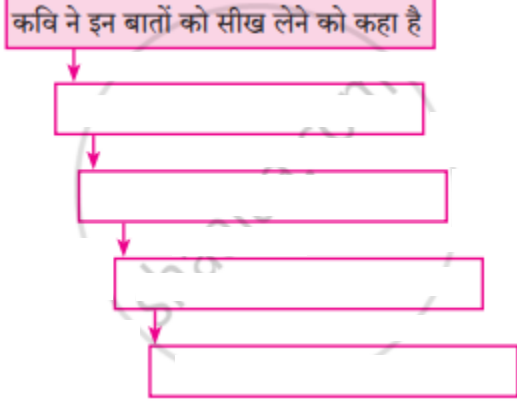 कवि ने इन बातों को सीख लेने को कहा है